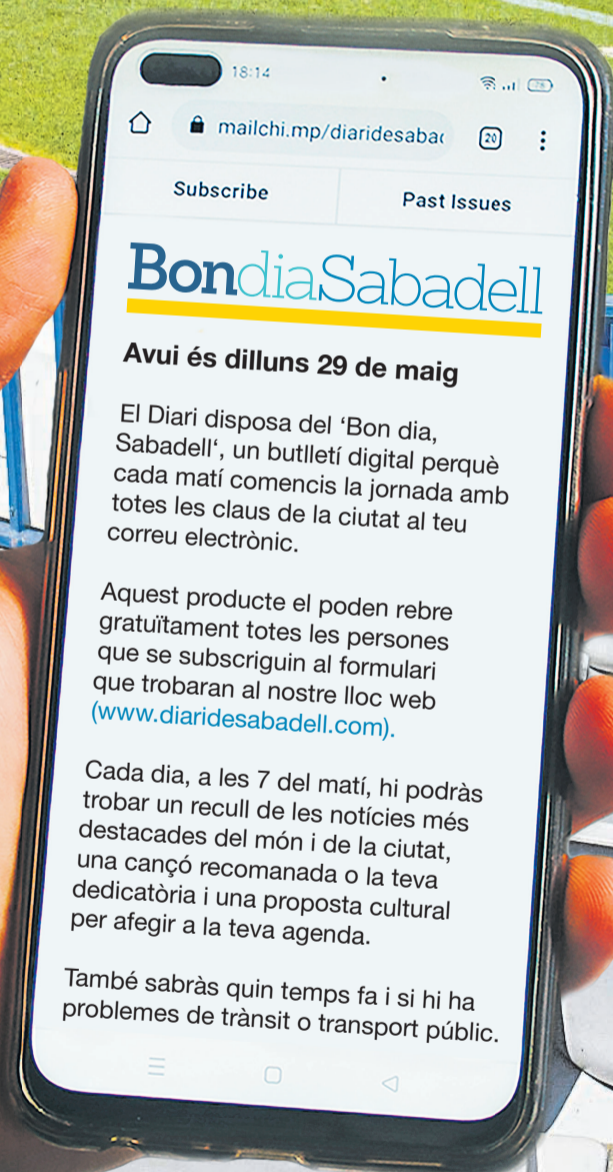 18:14
78
mailchi.mp/diaridesabad
20
Subscribe
Past Issues
BondiaSabadell
Avui és dilluns 29 de maig
El Diari disposa del ‘Bon dia,
Sabadell‘, un butlletí digital perquè
cada matí comencis la jornada amb
totes les claus de la ciutat al teu
correu electrònic.
Aquest producte el poden rebre
gratuïtament totes les persones
que se subscriguin al formulari
que trobaran al nostre lloc web
(www.diaridesabadell.com).
Cada dia, a les 7 del matí, hi podràs
trobar un recull de les notícies més
destacades del món i de la ciutat,
una cançó recomanada o la teva
dedicatòria i una proposta cultural
per afegir a la teva agenda.
També sabràs quin temps fa i si hi ha
problemes de trànsit o transport públic.